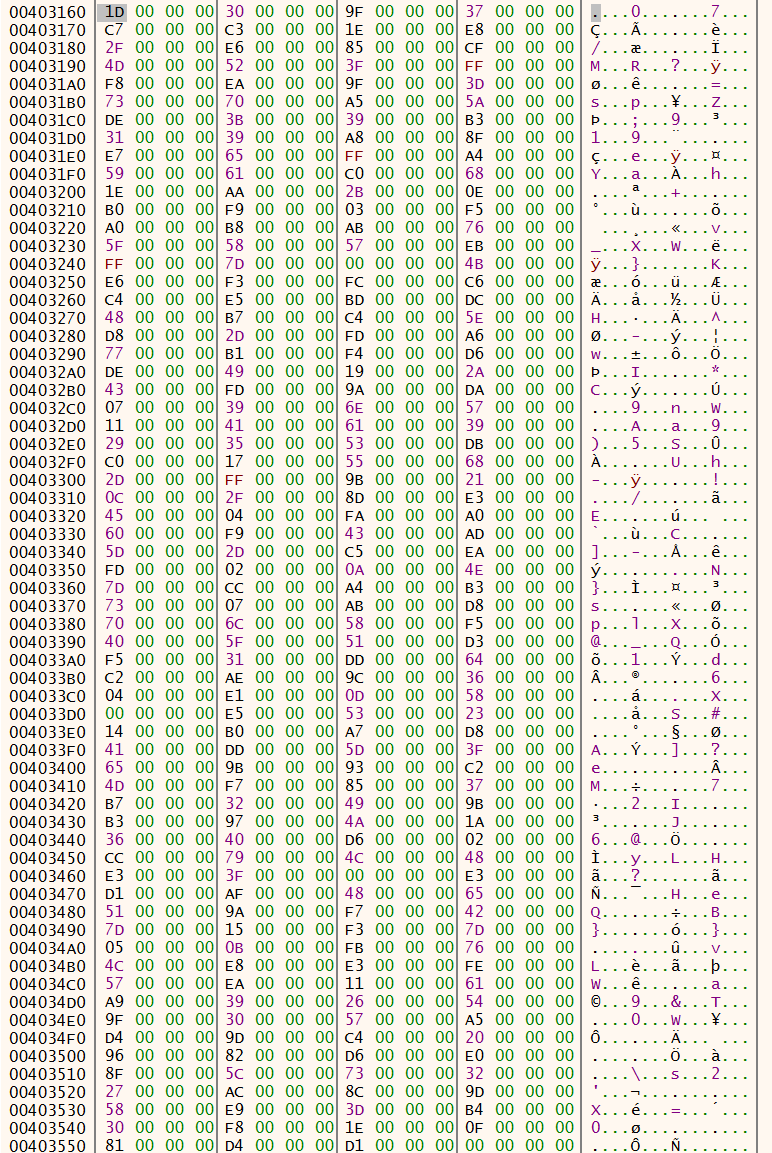 00403160 1D 00 00 00 30 00 00 00 9F 00 00 00 37 00 00 00 ....0.......7...
00403170 C7 00 00 00 C3 00 00 00 1E 00 00 00 E8 00 00 00 Ç...Ã.......è...
00403180 2F 00 00 00 E6 00 00 00 85 00 00 00 CF 00 00 00 /...æ.......Ï...
00403190 4D 00 00 00 52 00 00 00 3F 00 00 00 FF 00 00 00 M...R...?...ÿ...
004031A0 F8 00 00 00 EA 00 00 00 9F 00 00 00 3D 00 00 00 ø...ê.......=...
004031B0 73 00 00 00 70 00 00 00 A5 00 00 00 5A 00 00 00 s...p...¥...Z...
004031C0 DE 00 00 00 3B 00 00 00 39 00 00 00 B3 00 00 00 Þ...;...9...³...
004031D0 31 00 00 00 39 00 00 00 A8 00 00 00 8F 00 00 00 1...9...¨.......
004031E0 E7 00 00 00 65 00 00 00 FF 00 00 00 A4 00 00 00 ç...e...ÿ...¤...
004031F0 59 00 00 00 61 00 00 00 C0 00 00 00 68 00 00 00 Y...a...À...h...
00403200 1E 00 00 00 AA 00 00 00 2B 00 00 00 0E 00 00 00 ....ª...+.......
00403210 B0 00 00 00 F9 00 00 00 03 00 00 00 F5 00 00 00 °...ù.......õ...
00403220 A0 00 00 00 B8 00 00 00 AB 00 00 00 76 00 00 00  ...¸...«...v...
00403230 5F 00 00 00 58 00 00 00 57 00 00 00 EB 00 00 00 _...X...W...ë...
00403240 FF 00 00 00 7D 00 00 00 00 00 00 00 4B 00 00 00 ÿ...}.......K...
00403250 E6 00 00 00 F3 00 00 00 FC 00 00 00 C6 00 00 00 æ...ó...ü...Æ...
00403260 C4 00 00 00 E5 00 00 00 BD 00 00 00 DC 00 00 00 Ä...å...½...Ü...
00403270 48 00 00 00 B7 00 00 00 C4 00 00 00 5E 00 00 00 H...·...Ä...^...
00403280 D8 00 00 00 2D 00 00 00 FD 00 00 00 A6 00 00 00 Ø...-...ý...¦...
00403290 77 00 00 00 B1 00 00 00 F4 00 00 00 D6 00 00 00 w...±...ô...Ö...
004032A0 DE 00 00 00 49 00 00 00 19 00 00 00 2A 00 00 00 Þ...I.......*...
004032B0 43 00 00 00 FD 00 00 00 9A 00 00 00 DA 00 00 00 C...ý.......Ú...
004032C0 07 00 00 00 39 00 00 00 6E 00 00 00 57 00 00 00 ....9...n...W...
004032D0 11 00 00 00 41 00 00 00 61 00 00 00 39 00 00 00 ....A...a...9...
004032E0 29 00 00 00 35 00 00 00 53 00 00 00 DB 00 00 00 )...5...S...Û...
004032F0 C0 00 00 00 17 00 00 00 55 00 00 00 68 00 00 00 À.......U...h...
00403300 2D 00 00 00 FF 00 00 00 9B 00 00 00 21 00 00 00 -...ÿ.......!...
00403310 0C 00 00 00 2F 00 00 00 8D 00 00 00 E3 00 00 00 ..../.......ã...
00403320 45 00 00 00 04 00 00 00 FA 00 00 00 A0 00 00 00 E.......ú... ...
00403330 60 00 00 00 F9 00 00 00 43 00 00 00 AD 00 00 00 `...ù...C.......
00403340 5D 00 00 00 2D 00 00 00 C5 00 00 00 EA 00 00 00 ]...-...Å...ê...
00403350 FD 00 00 00 02 00 00 00 0A 00 00 00 4E 00 00 00 ý...........N...
00403360 7D 00 00 00 CC 00 00 00 A4 00 00 00 B3 00 00 00 }...Ì...¤...³...
00403370 73 00 00 00 07 00 00 00 AB 00 00 00 D8 00 00 00 s.......«...Ø...
00403380 70 00 00 00 6C 00 00 00 58 00 00 00 F5 00 00 00 p...l...X...õ...
00403390 40 00 00 00 5F 00 00 00 51 00 00 00 D3 00 00 00 @..._...Q...Ó...
004033A0 F5 00 00 00 31 00 00 00 DD 00 00 00 64 00 00 00 õ...1...Ý...d...
004033B0 C2 00 00 00 AE 00 00 00 9C 00 00 00 36 00 00 00 Â...®.......6...
004033C0 04 00 00 00 E1 00 00 00 0D 00 00 00 58 00 00 00 ....á.......X...
004033D0 00 00 00 00 E5 00 00 00 53 00 00 00 23 00 00 00 ....å...S...#...
004033E0 14 00 00 00 B0 00 00 00 A7 00 00 00 D8 00 00 00 ....°...§...Ø...
004033F0 41 00 00 00 DD 00 00 00 5D 00 00 00 3F 00 00 00 A...Ý...]...?...
00403400 65 00 00 00 9B 00 00 00 93 00 00 00 C2 00 00 00 e...........Â...
00403410 4D 00 00 00 F7 00 00 00 85 00 00 00 37 00 00 00 M...÷.......7...
00403420 B7 00 00 00 32 00 00 00 49 00 00 00 9B 00 00 00 ·...2...I.......
00403430 B3 00 00 00 97 00 00 00 4A 00 00 00 1A 00 00 00 ³.......J.......
00403440 36 00 00 00 40 00 00 00 D6 00 00 00 02 00 00 00 6...@...Ö.......
00403450 CC 00 00 00 79 00 00 00 4C 00 00 00 48 00 00 00 Ì...y...L...H...
00403460 E3 00 00 00 3F 00 00 00 00 00 00 00 E3 00 00 00 ã...?.......ã...
00403470 D1 00 00 00 AF 00 00 00 48 00 00 00 65 00 00 00 Ñ...¯...H...e...
00403480 51 00 00 00 9A 00 00 00 F7 00 00 00 42 00 00 00 Q.......÷...B...
00403490 7D 00 00 00 15 00 00 00 F3 00 00 00 7D 00 00 00 }.......ó...}...
004034A0 05 00 00 00 0B 00 00 00 FB 00 00 00 76 00 00 00 ........û...v...
004034B0 4C 00 00 00 E8 00 00 00 E3 00 00 00 FE 00 00 00 L...è...ã...þ...
004034C0 57 00 00 00 EA 00 00 00 11 00 00 00 61 00 00 00 W...ê.......a...
004034D0 A9 00 00 00 39 00 00 00 26 00 00 00 54 00 00 00 ©...9...&...T...
004034E0 9F 00 00 00 30 00 00 00 57 00 00 00 A5 00 00 00 ....0...W...¥...
004034F0 D4 00 00 00 9D 00 00 00 C4 00 00 00 20 00 00 00 Ô.......Ä... ...
00403500 96 00 00 00 82 00 00 00 D6 00 00 00 E0 00 00 00 ........Ö...à...
00403510 8F 00 00 00 5C 00 00 00 73 00 00 00 32 00 00 00 ....\...s...2...
00403520 27 00 00 00 AC 00 00 00 8C 00 00 00 9D 00 00 00 '...¬...........
00403530 58 00 00 00 E9 00 00 00 3D 00 00 00 B4 00 00 00 X...é...=...´...
00403540 30 00 00 00 F8 00 00 00 1E 00 00 00 0F 00 00 00 0...ø...........
00403550 81 00 00 00 D4 00 00 00 D1 00 00 00 00 00 00 00 ....Ô...Ñ.......